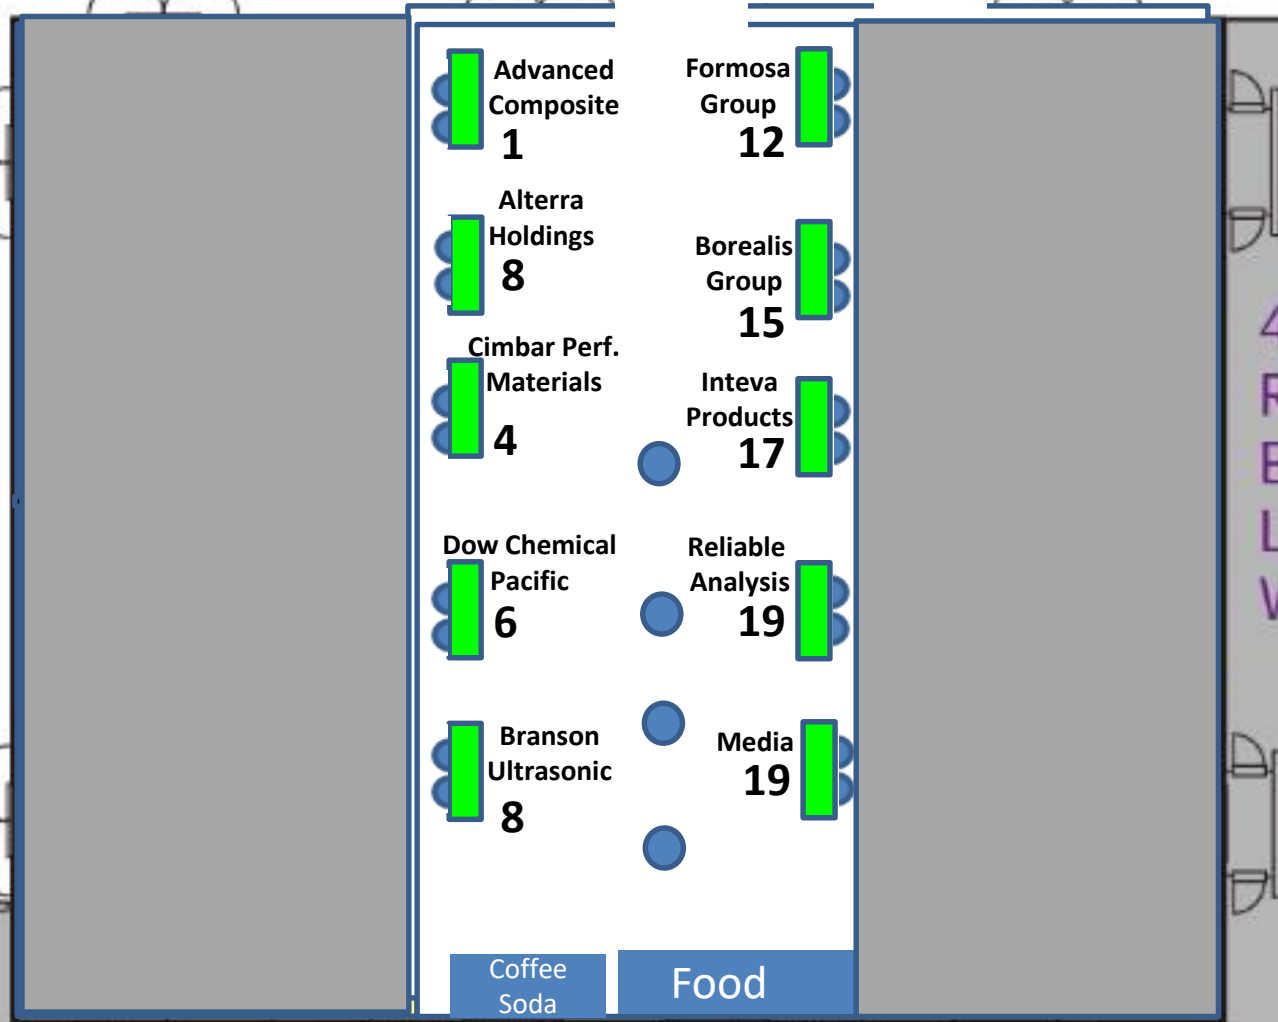 Advanced
Composite
1
Alterra
Holdings
8
Cimbar Perf.
Materials
4
Dow Chemical
Pacific
6
Branson
Ultrasonic
8
Formosa
Group
12
Borealis
Group
15
Inteva
Products
17
Reliable
Analysis
19
Media
19
Coffee
Soda
Food